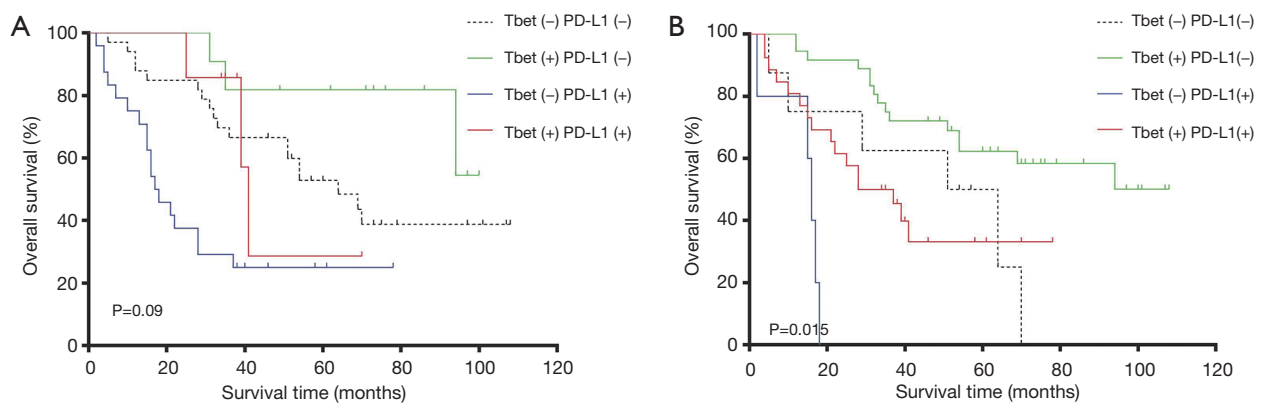 A
Tbet (−) PD-L1 (−)
Tbet (+) PD-L1 (−)
Tbet (−) PD-L1 (+)
Tbet (+) PD-L1 (+)
Overall survival (%)
100
80
60
40
20
0
P=0.09
0 20 40 60 80 100 120
Survival time (months)
B
Tbet (−) PD-L1(−)
Tbet (+) PD-L1(−)
Tbet (−) PD-L1(+)
Tbet (+) PD-L1(+)
Overall survival (%)
100
80
60
40
20
0
P=0.015
0 20 40 60 80 100 120
Survival time (months)